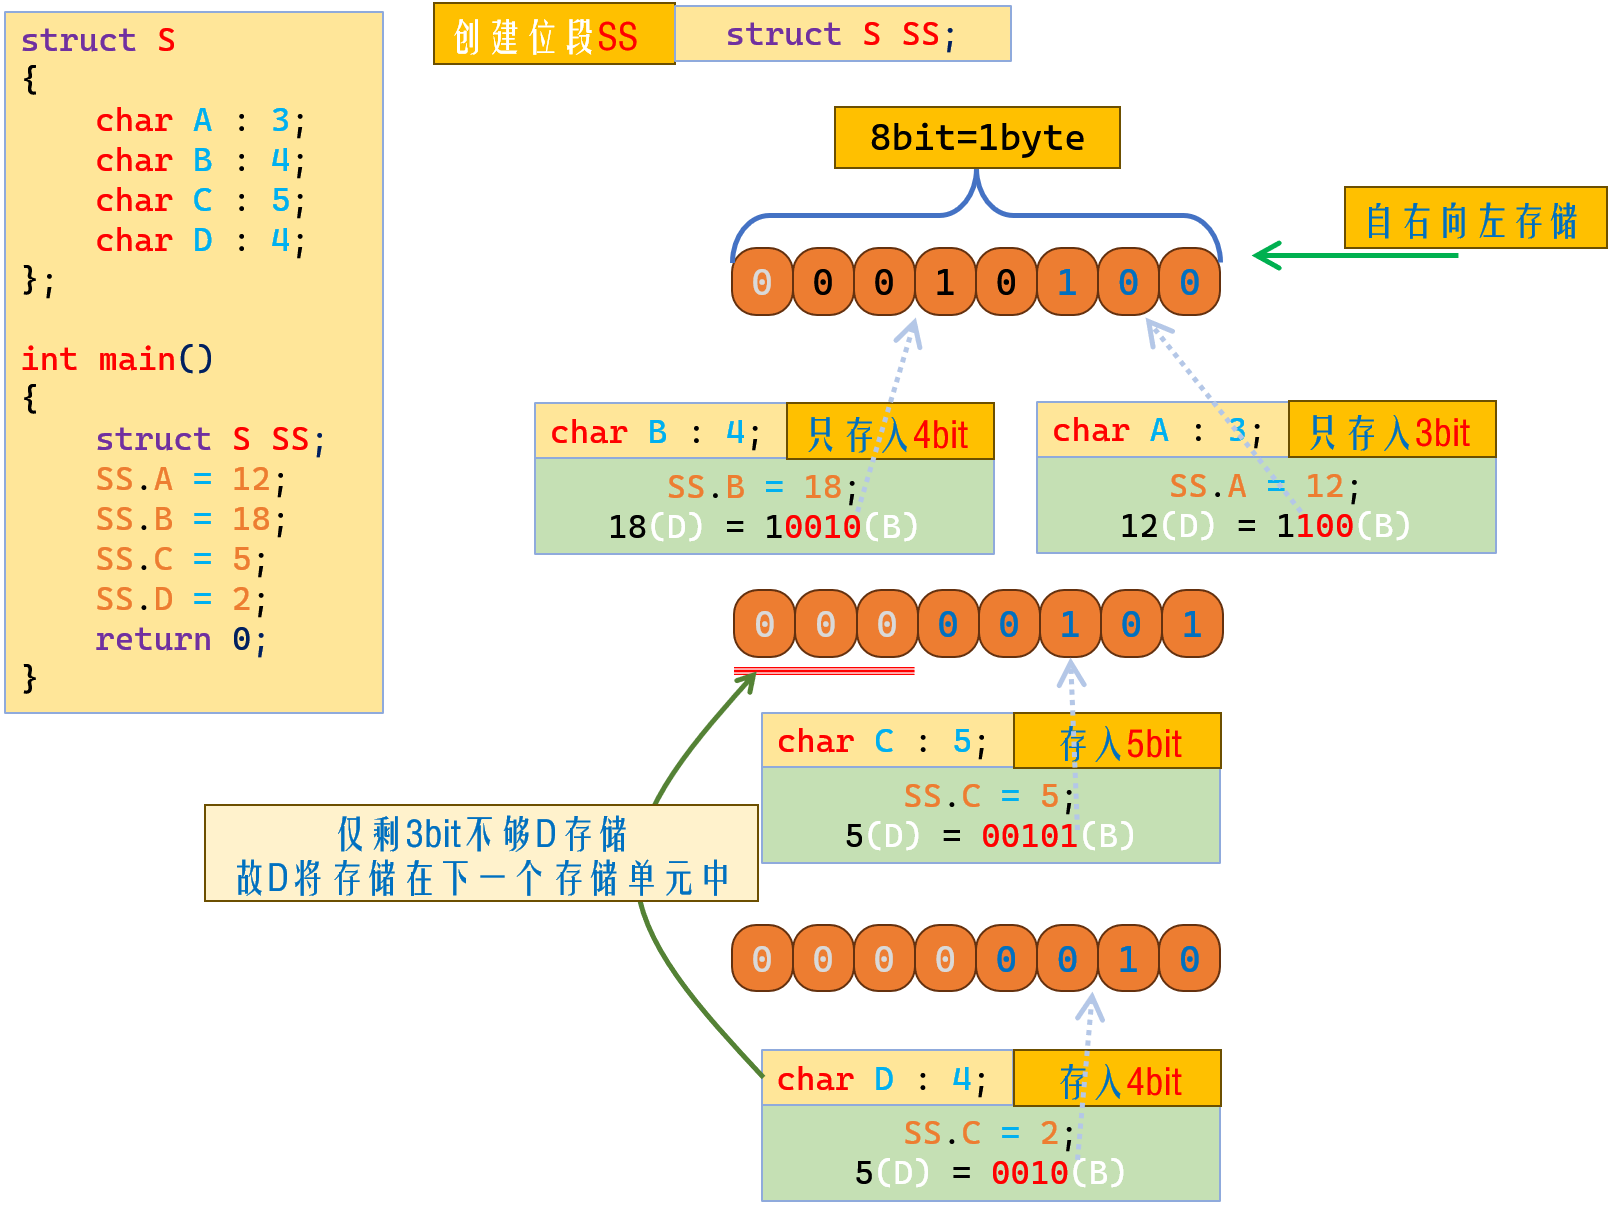 struct S
{
char A : 3;
char B : 4;
char C : 5;
char D : 4;
};
int main()
{
struct S SS;
SS.A = 12;
SS.B = 18;
SS.C = 5;
SS.D = 2;
return 0;
}
创建位段SS
struct S SS;
8bit=1byte
自右向左存储
0 0 0 1 0 1 0 0
char B : 4;
只存入4bit
SS.B = 18;
18(D) = 10010(B)
char A : 3;
只存入3bit
SS.A = 12;
12(D) = 1100(B)
0 0 0 0 0 1 0 1
char C : 5;
存入5bit
SS.C = 5;
5(D) = 00101(B)
仅剩3bit不够D存储
故D将存储在下一个存储单元中
0 0 0 0 0 0 1 0
char D : 4;
存入4bit
SS.C = 2;
5(D) = 0010(B)